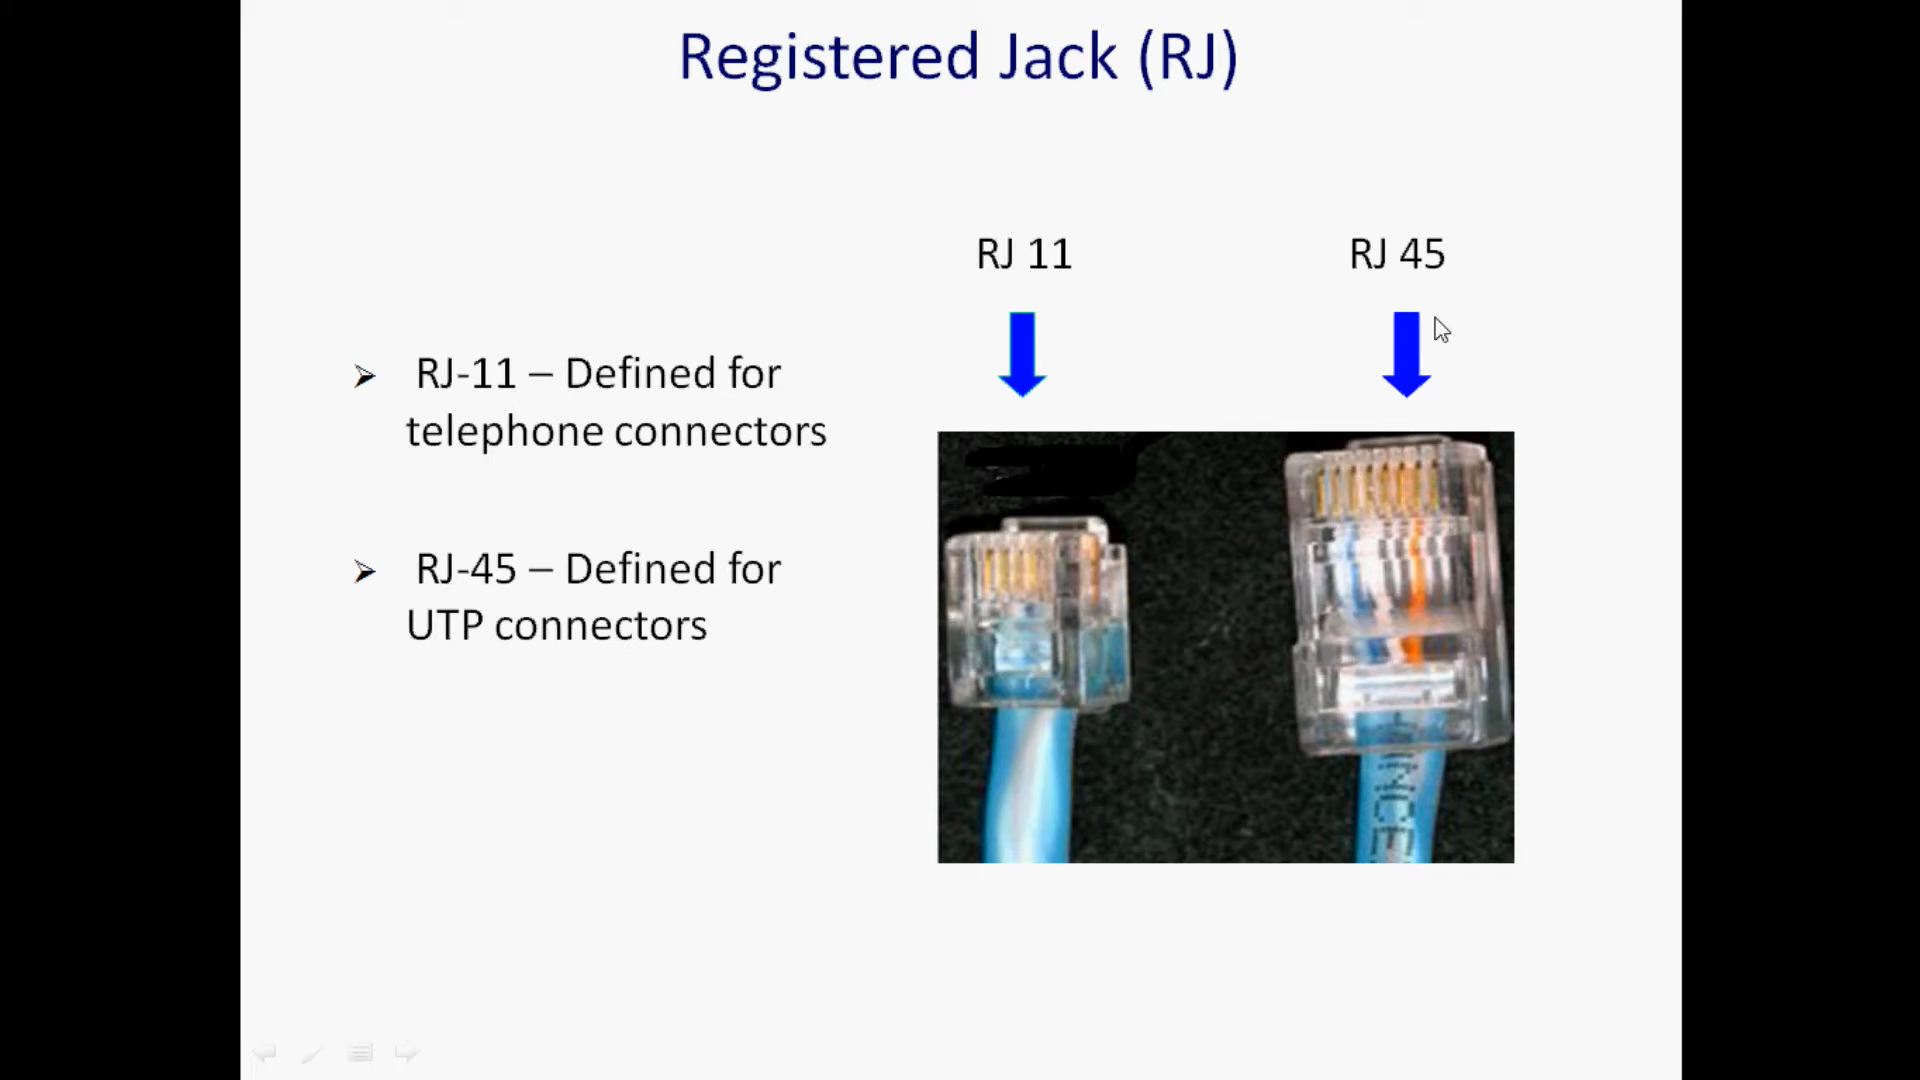 Registered Jack (RJ)
RJ 11
RJ 45
RJ-11 – Defined for
telephone connectors
RJ-45 – Defined for
UTP connectors